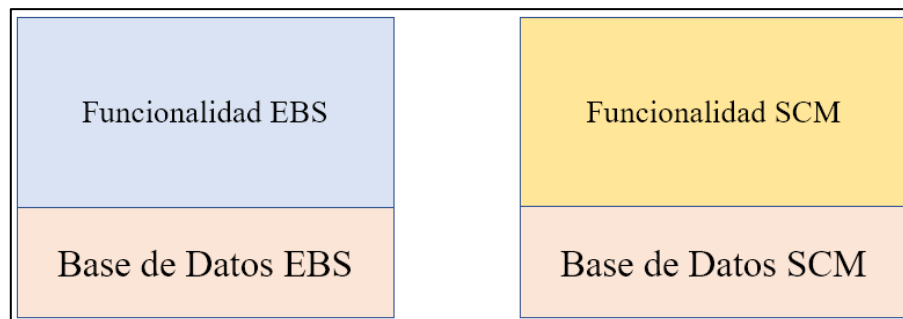 Funcionalidad EBS
Base de Datos EBS
Funcionalidad SCM
Base de Datos SCM